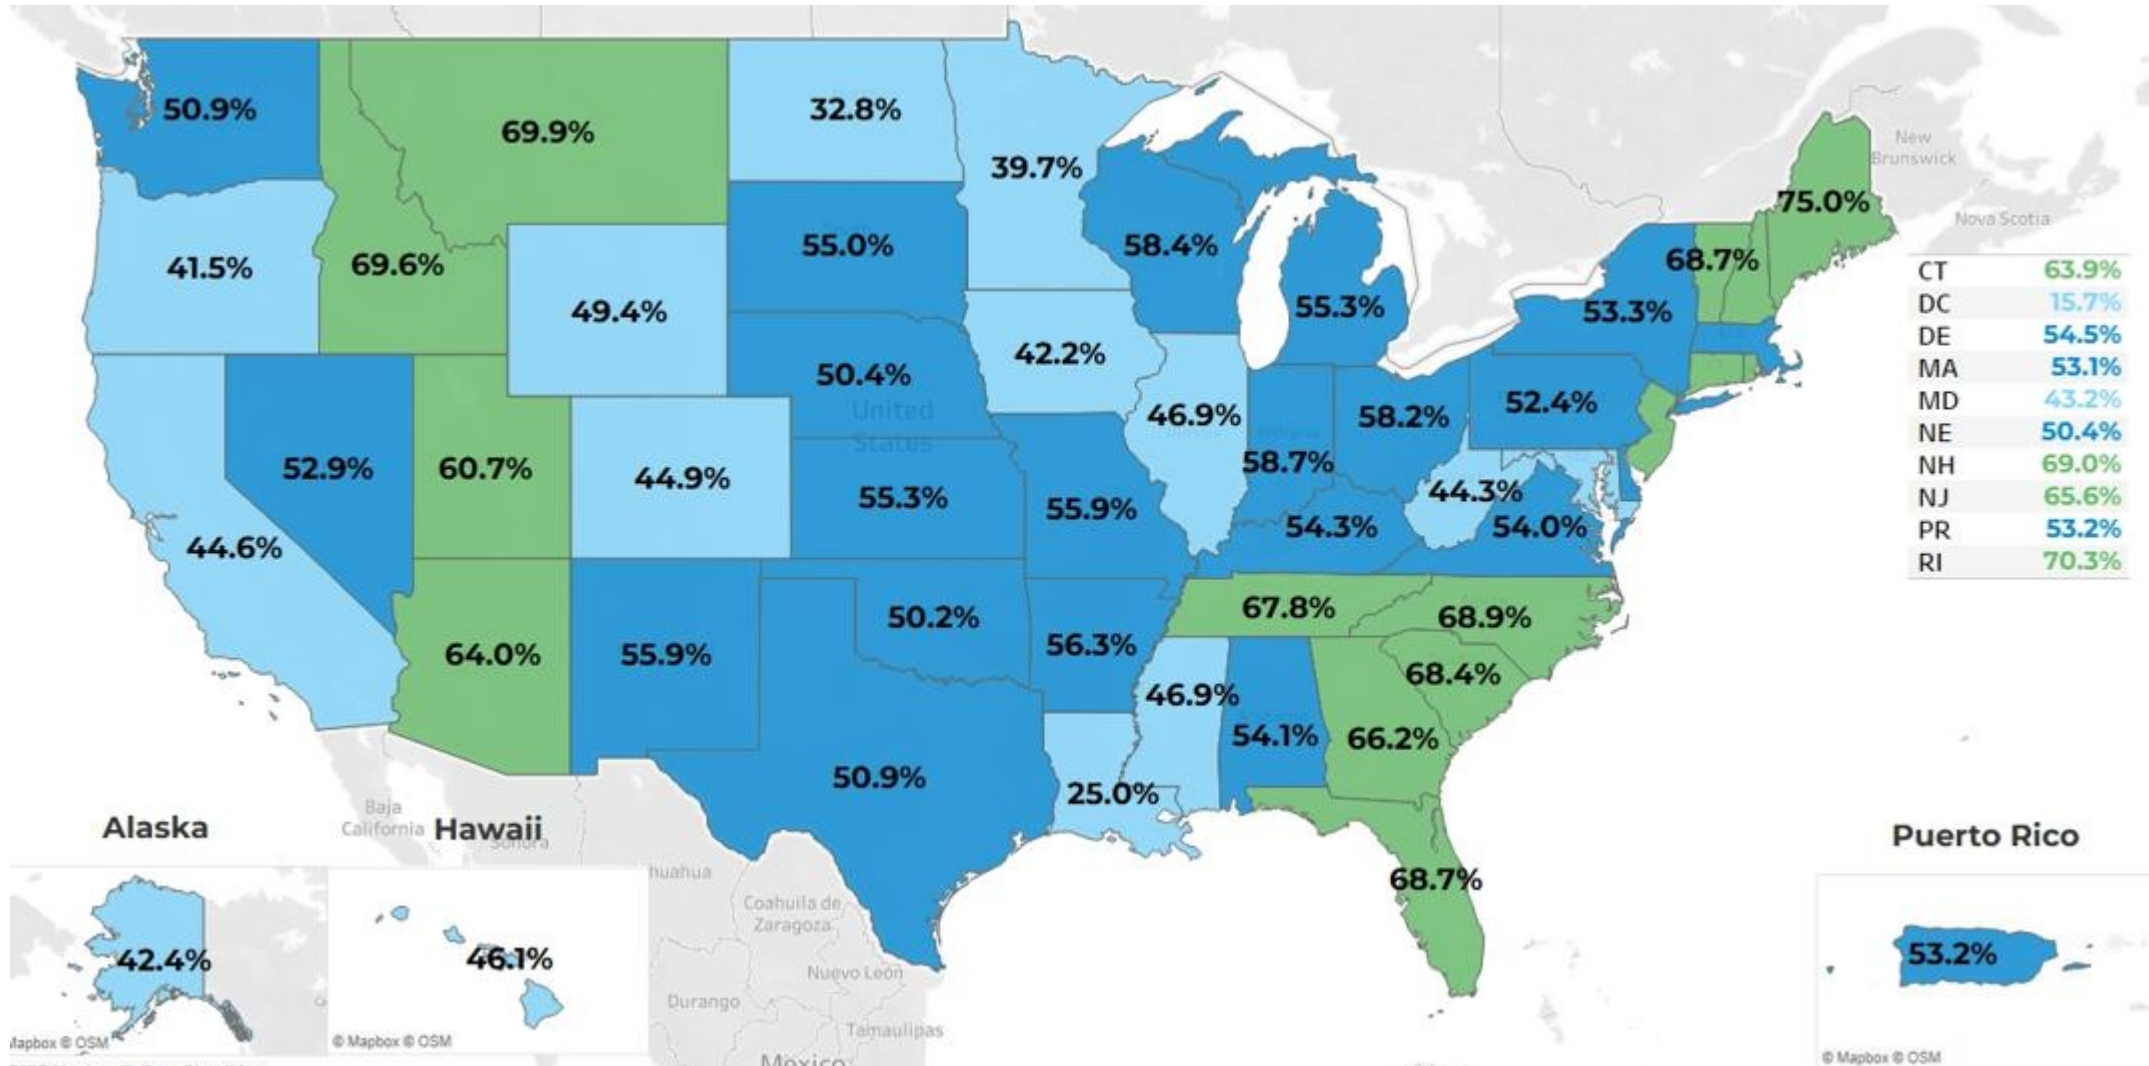 50.9%
69.9%
32.8%
39.7%
75.0%
New
Brunswick
Nova Scotia
41.5%
69.6%
49.4%
55.0%
58.4%
55.3%
53.3%
68.7%
CT 63.9%
DC 15.7%
DE 54.5%
MA 53.1%
MD 43.2%
NE 50.4%
NH 69.0%
NJ 65.6%
PR 53.2%
RI 70.3%
42.2%
50.4%
United
States
46.9%
Indiana
58.7%
58.2%
52.4%
52.9%
60.7%
44.9%
55.3%
55.9%
44.3%
54.3%
54.0%
44.6%
64.0%
55.9%
50.2%
56.3%
67.8%
68.9%
68.4%
46.9%
54.1%
66.2%
50.9%
25.0%
68.7%
Alaska
Baja
California
Hawaii
Sonora
huahua
Coahuila de
Zaragoza
Nuevo León
Durango
Tamaulipas
Mexico
42.4%
Mapbox © OSM
46.1%
© Mapbox © OSM
Puerto Rico
53.2%
© Mapbox © OSM